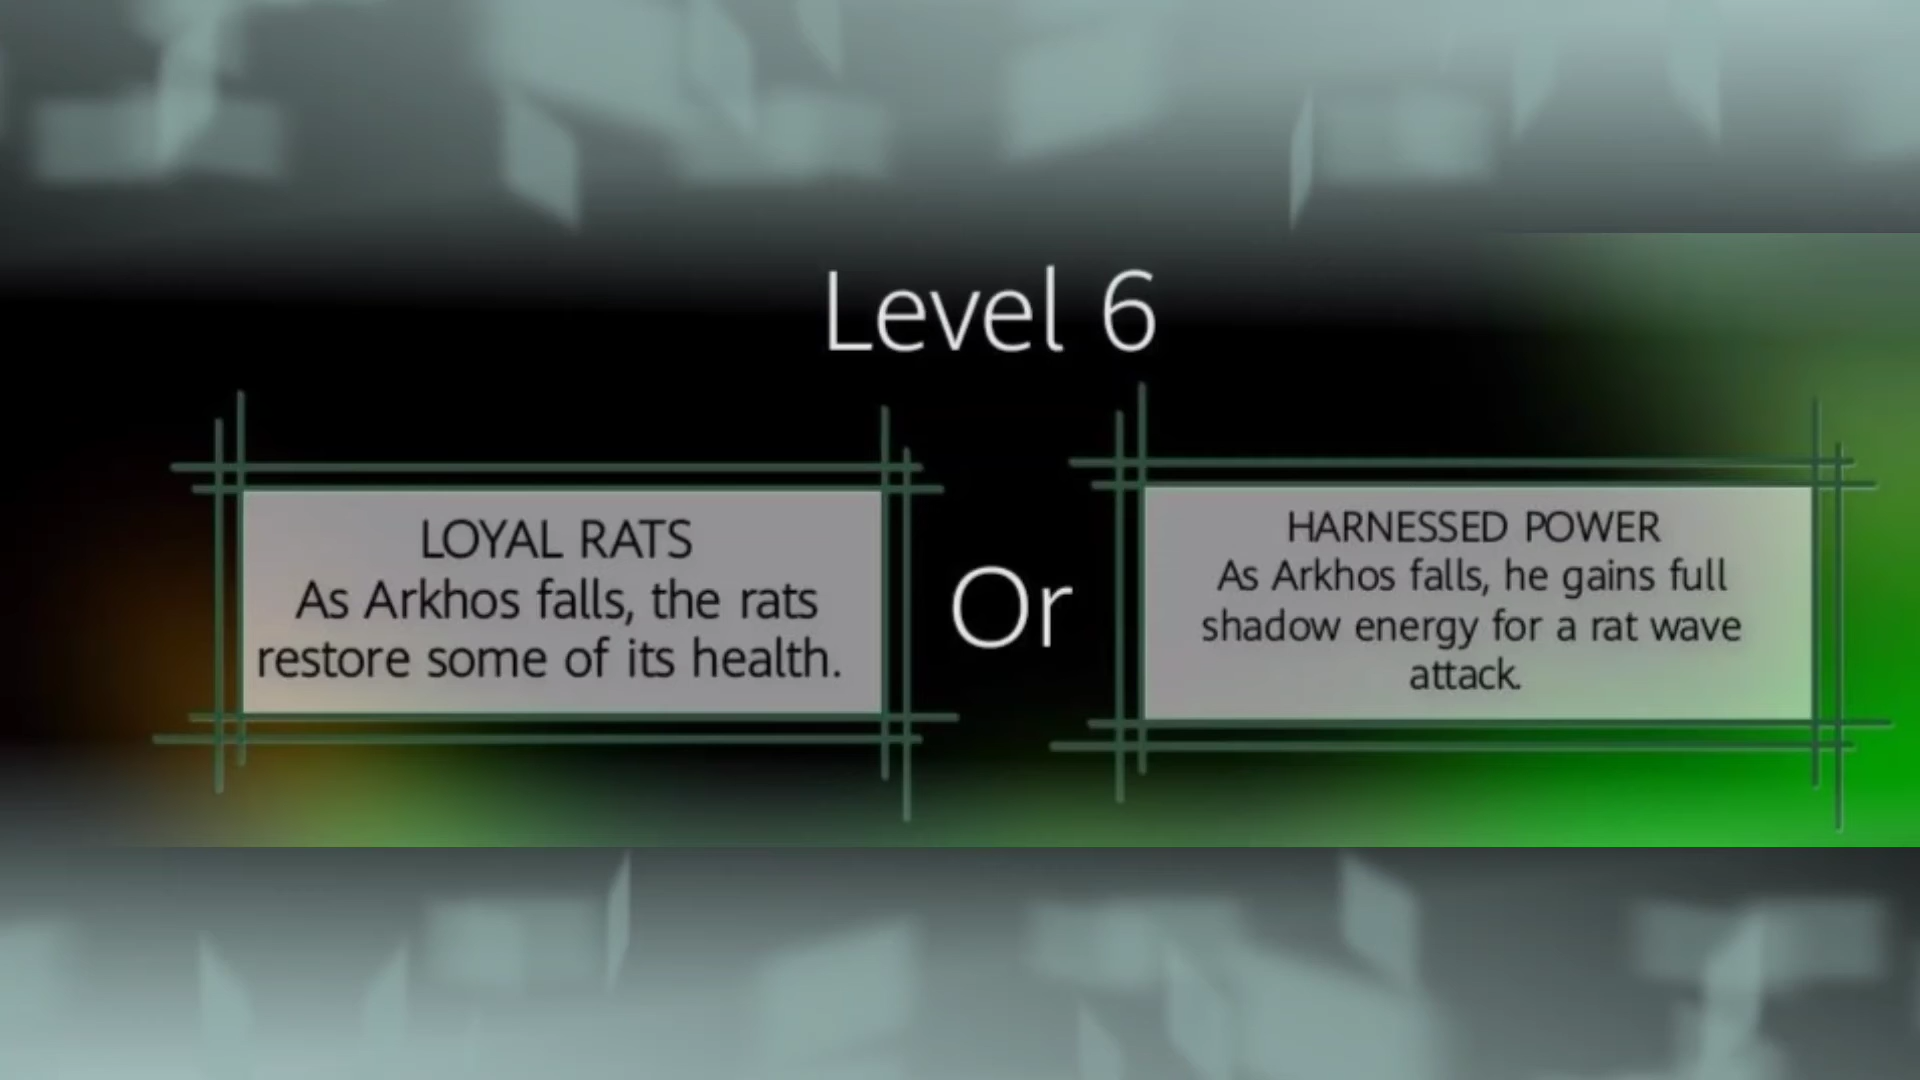 Level 6
LOYAL RATS
As Arkhos falls, the rats
restore some of its health.
Or
HARNESSED POWER
As Arkhos falls, he gains full
shadow energy for a rat wave
attack.